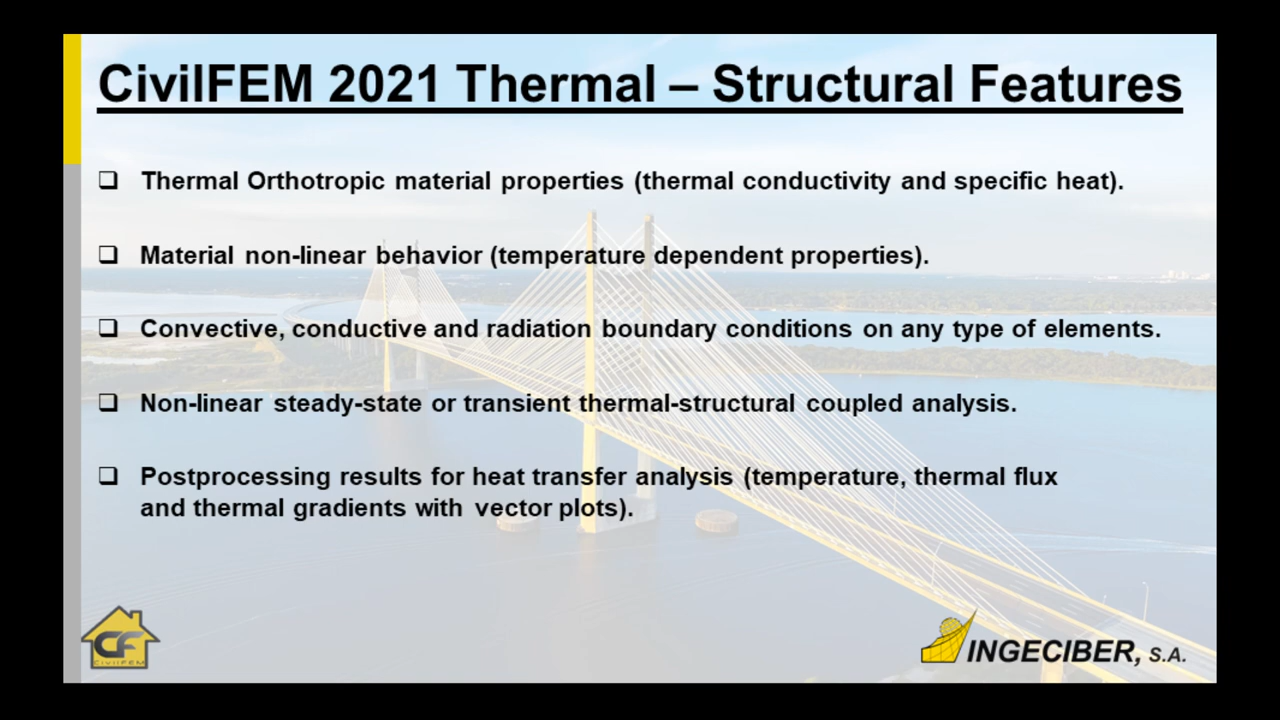 CivilFEM 2021 Thermal – Structural Features
Thermal Orthotropic material properties (thermal conductivity and specific heat).
Material non-linear behavior (temperature dependent properties).
Convective, conductive and radiation boundary conditions on any type of elements.
Non-linear steady-state or transient thermal-structural coupled analysis.
Postprocessing results for heat transfer analysis (temperature, thermal flux
and thermal gradients with vector plots).
CF
CivilFEM
INGECIBER, S.A.